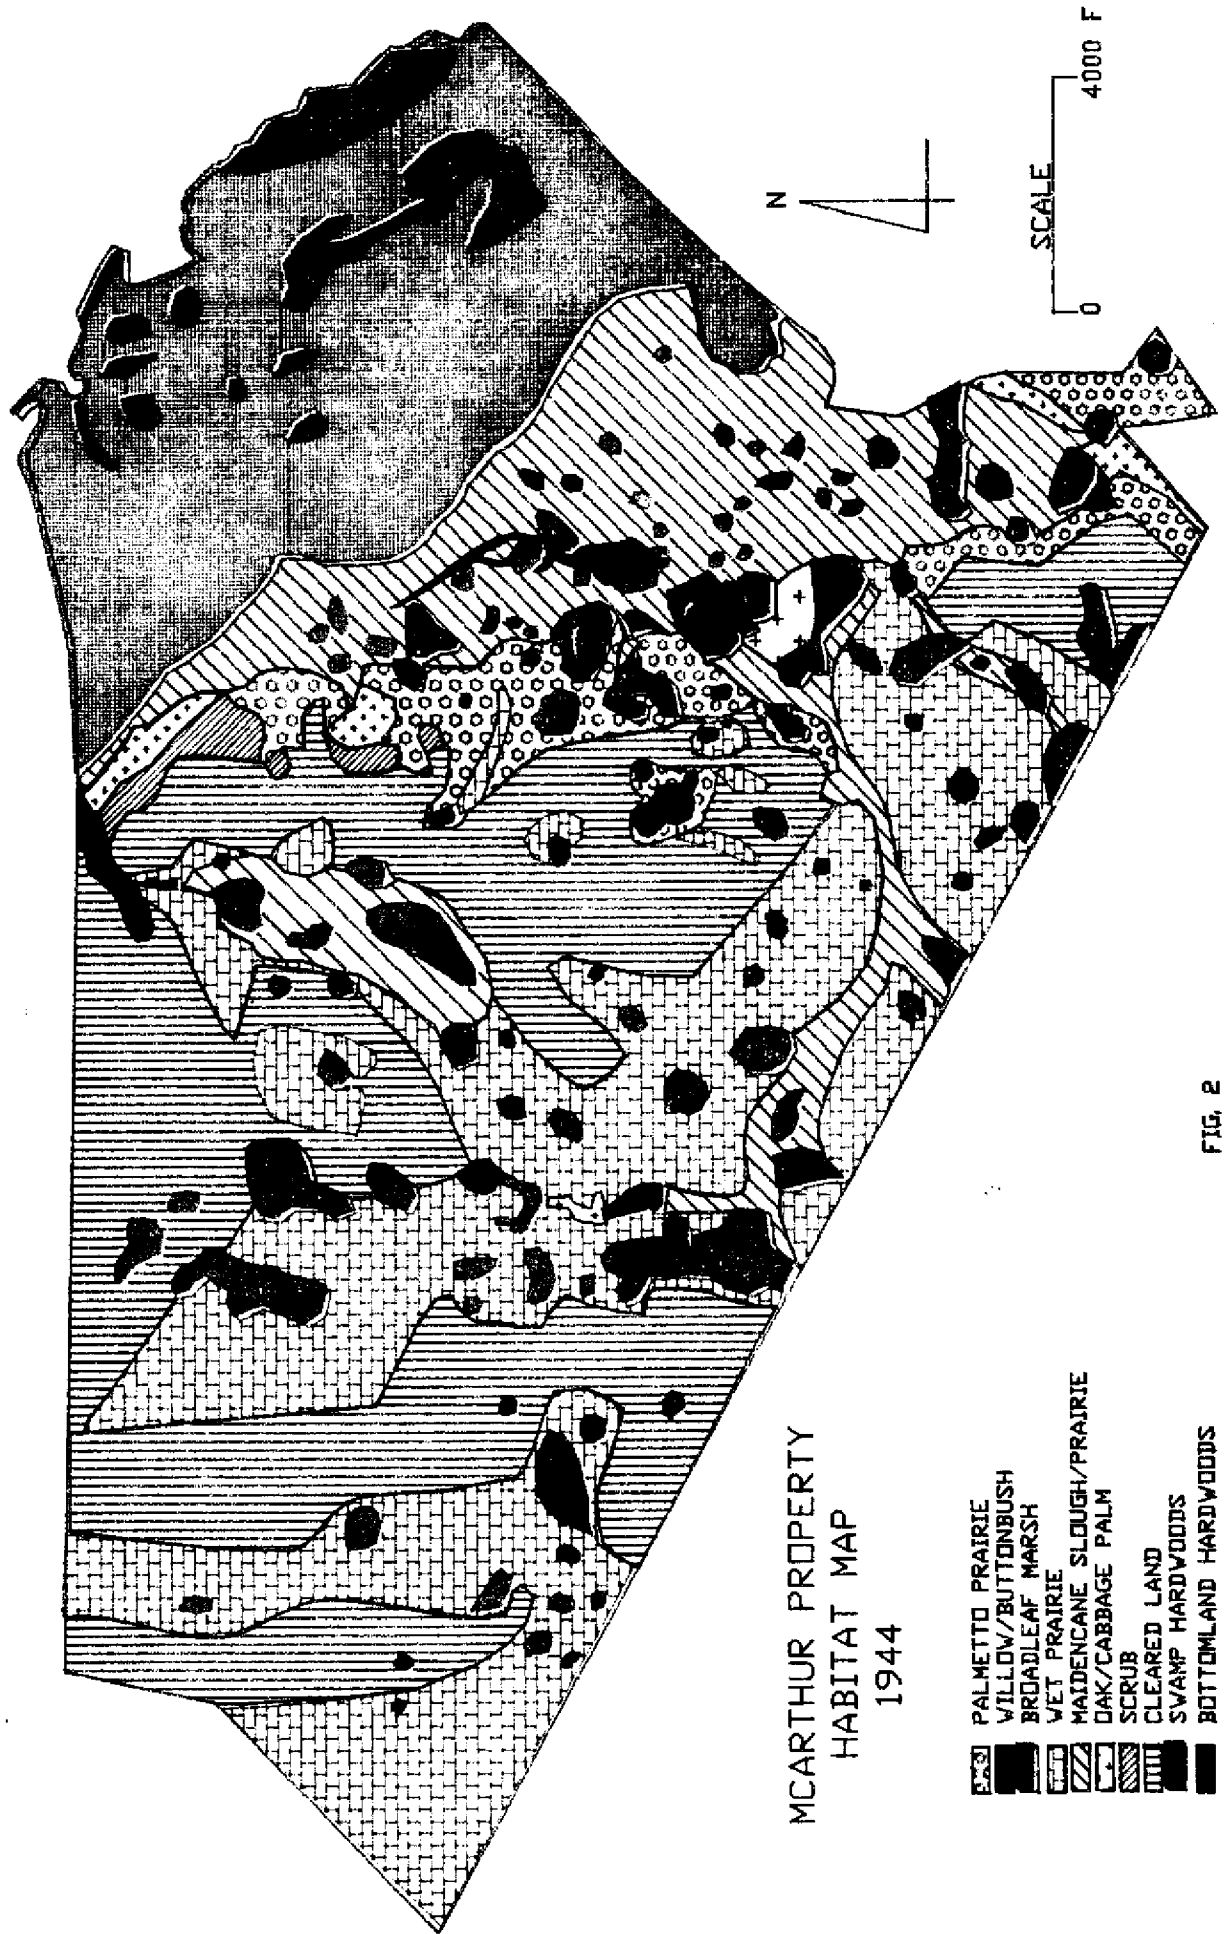 N
SCALE
0 4000 F
MCARTHUR PROPERTY
HABITAT MAP
1944
PALMETTO PRAIRIE
WILLOW/BUTTONBUSH
BROADLEAF MARSH
WET PRAIRIE
MAIDENCANE SLOUGH/PRAIRIE
OAK/CABBAGE PALM
SCRUB
CLEARED LAND
SWAMP HARDWOODS
BOTTOMLAND HARDWOODS
FIG. 2